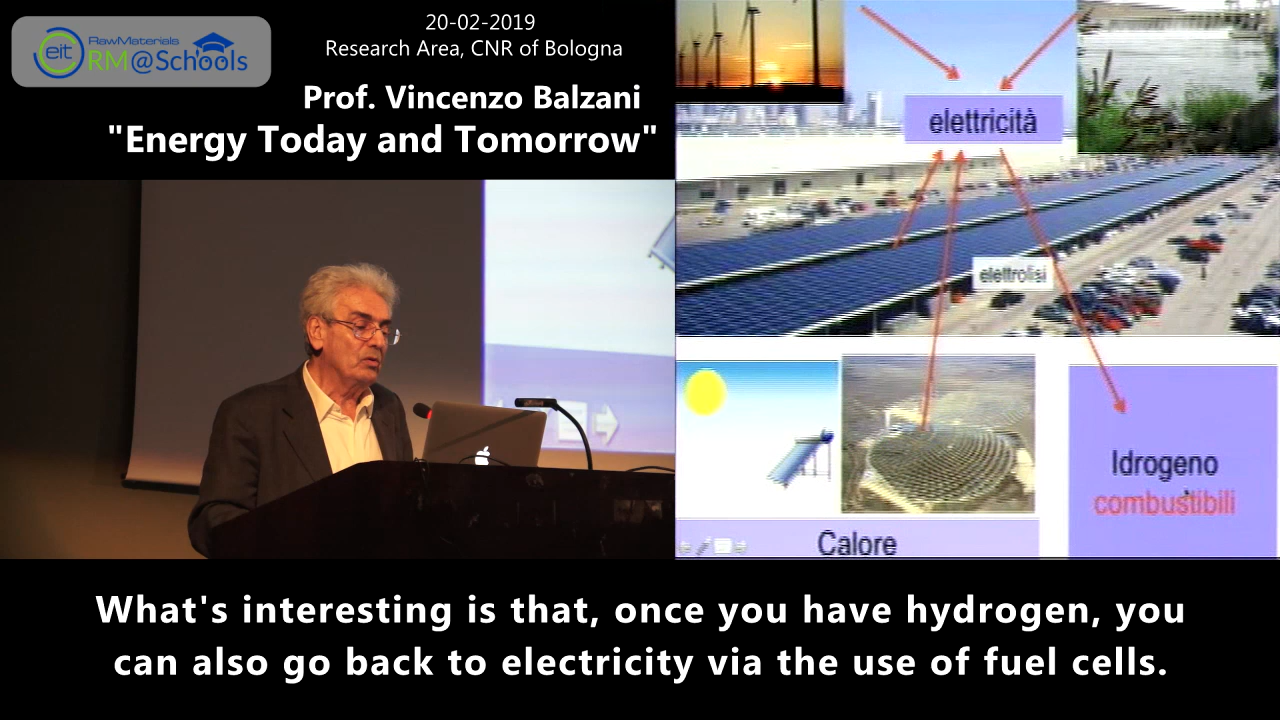 eit RawMaterials
RM@Schools
20-02-2019
Research Area, CNR of Bologna
Prof. Vincenzo Balzani
"Energy Today and Tomorrow"
elettricità
elettrolisi
Idrogeno
combustibili
Calore
What's interesting is that, once you have hydrogen, you
can also go back to electricity via the use of fuel cells.